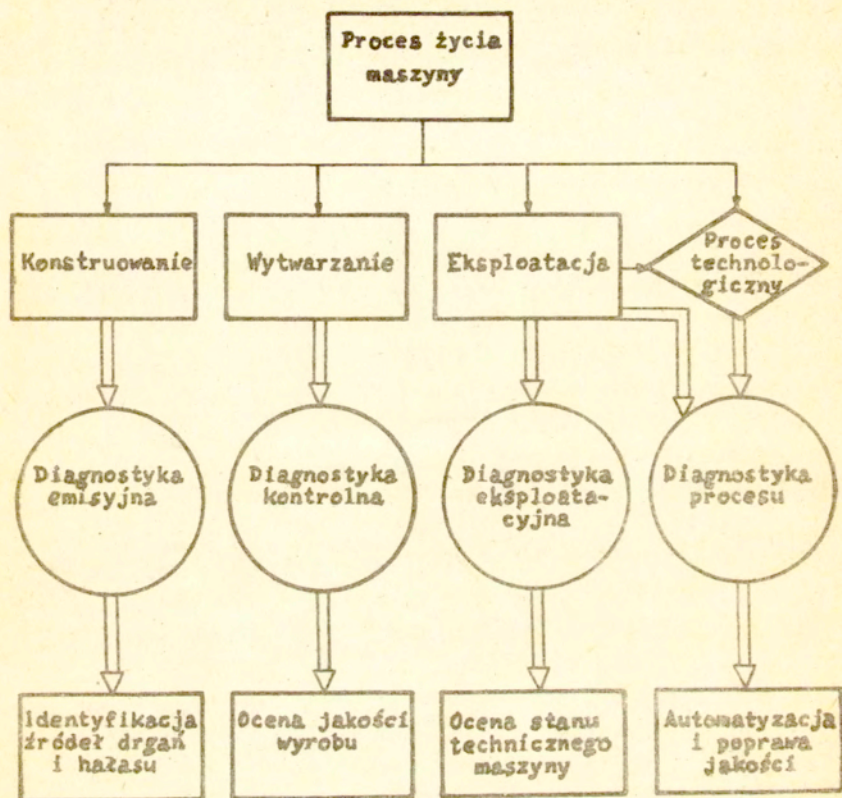 Proces życia
maszyny
Konstruowanie
Wytwarzanie
Eksploatacja
Proces
technolo-
giczny
Diagnostyka
emisyjna
Diagnostyka
kontrolna
Diagnostyka
eksploata-
cyjna
Diagnostyka
procesu
Identyfikacja
źródeł drgań
i hałasu
Ocena jakości
wyrobu
Ocena stanu
technicznego
maszyny
Automatyzacja
i poprawa
jakości